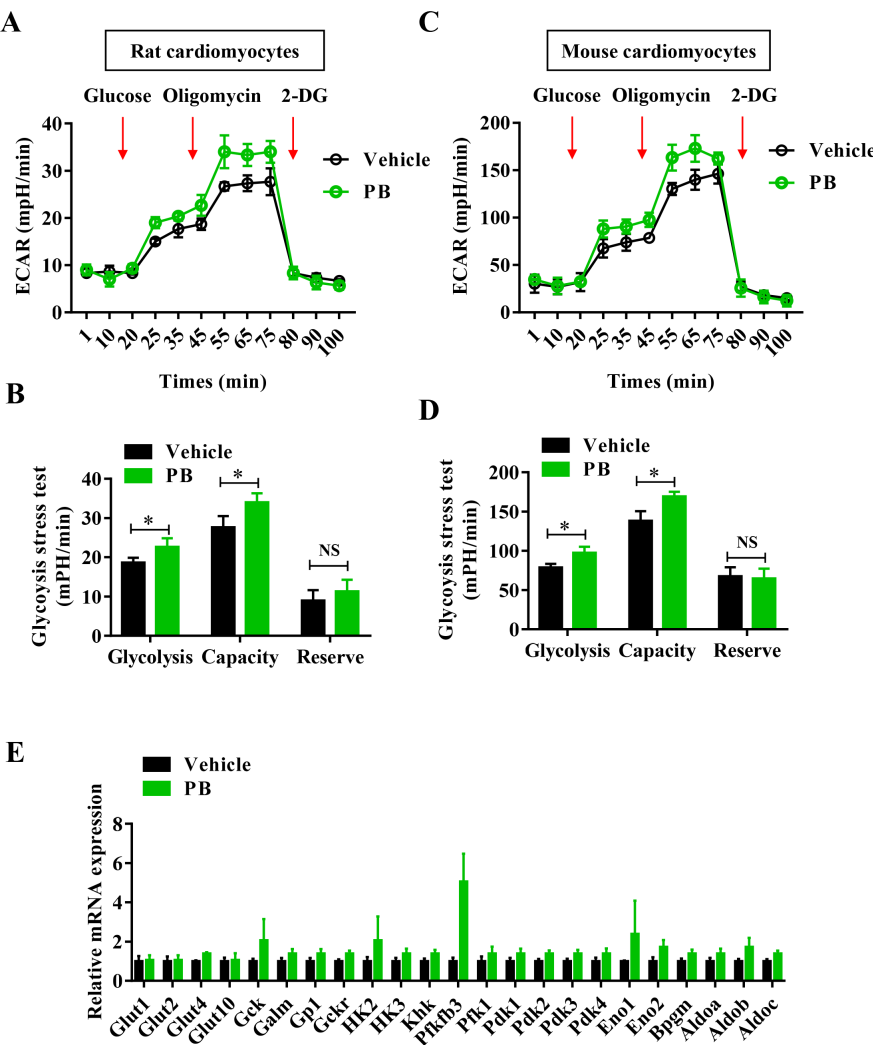 A
Rat cardiomyocytes
Glucose Oligomycin 2-DG
ECAR (mpH/min)
40
30
20
10
0
Vehicle
PB
1 10 20 25 35 45 55 65 75 80 90 100
Times (min)
C
Mouse cardiomyocytes
Glucose Oligomycin 2-DG
ECAR (mpH/min)
200
150
100
50
0
Vehicle
PB
1 10 20 25 35 45 55 65 75 80 90 100
Times (min)
B
Vehicle
PB
Glycoysis stress test
(mPH/min)
40
30
20
10
0
*
*
NS
Glycolysis Capacity Reserve
D
Vehicle
PB
Glycoysis stress test
(mPH/min)
200
150
100
50
0
*
*
NS
Glycolysis Capacity Reserve
E
Vehicle
PB
Relative mRNA expression
8
6
4
2
0
Glut1 Glut2 Glut4 Glut10 Gck Galm Gp1 Gckr HK2 HK3 Khk Pfkfb3 Pfk1 Pdk1 Pdk2 Pdk3 Pdk4 Eno1 Eno2 Bpgm Aldoa Aldob Aldoc